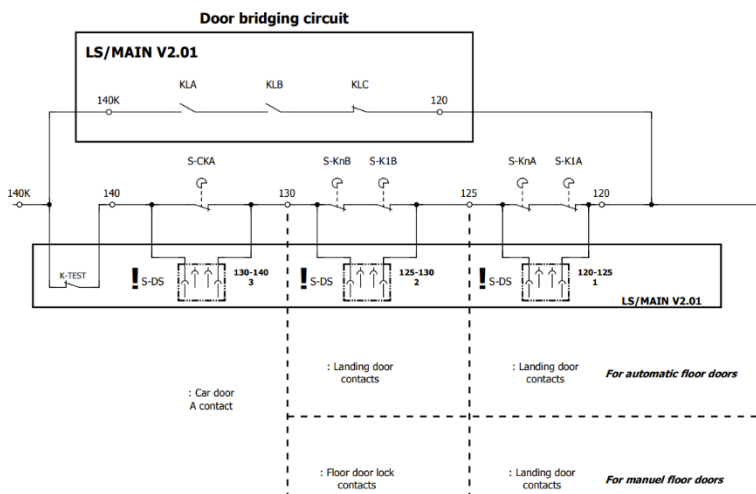 Door bridging circuit
LS/MAIN V2.01
KLA KLB KLC
140K 120
S-CKA S-KnB S-K1B S-KnA S-K1A
140K 140 130 125 120
K-TEST
! S-DS 130-140
3
! S-DS 125-130
2
! S-DS 120-125
1
LS/MAIN V2.01
: Landing door
contacts
: Landing door
contacts
For automatic floor doors
: Car door
A contact
: Floor door lock
contacts
: Landing door
contacts
For manuel floor doors